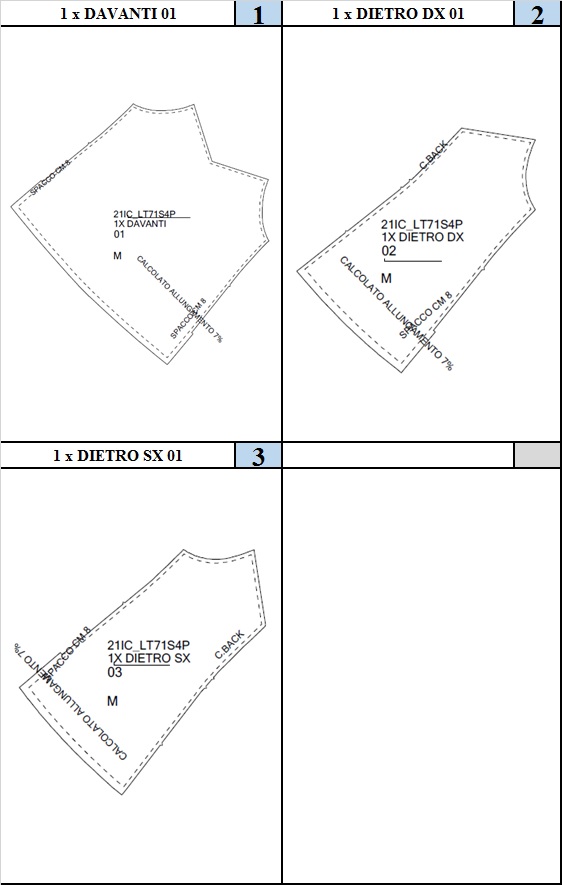 1 x DAVANTI 01
1
1 x DIETRO DX 01
2
SPACCO CM 8
21IC_LT71S4P
1X DAVANTI
01
M
CALCOLATO ALLUNGAMENTO 7%
SPACCO CM 8
C.BACK
21IC_LT71S4P
1X DIETRO DX
02
M
CALCOLATO ALLUNGAMENTO 7%
SPACCO CM 8
1 x DIETRO SX 01
3
SPACCO CM 8
21IC_LT71S4P
1X DIETRO SX
03
M
C.BACK
CALCOLATO ALLUNGAMENTO 7%